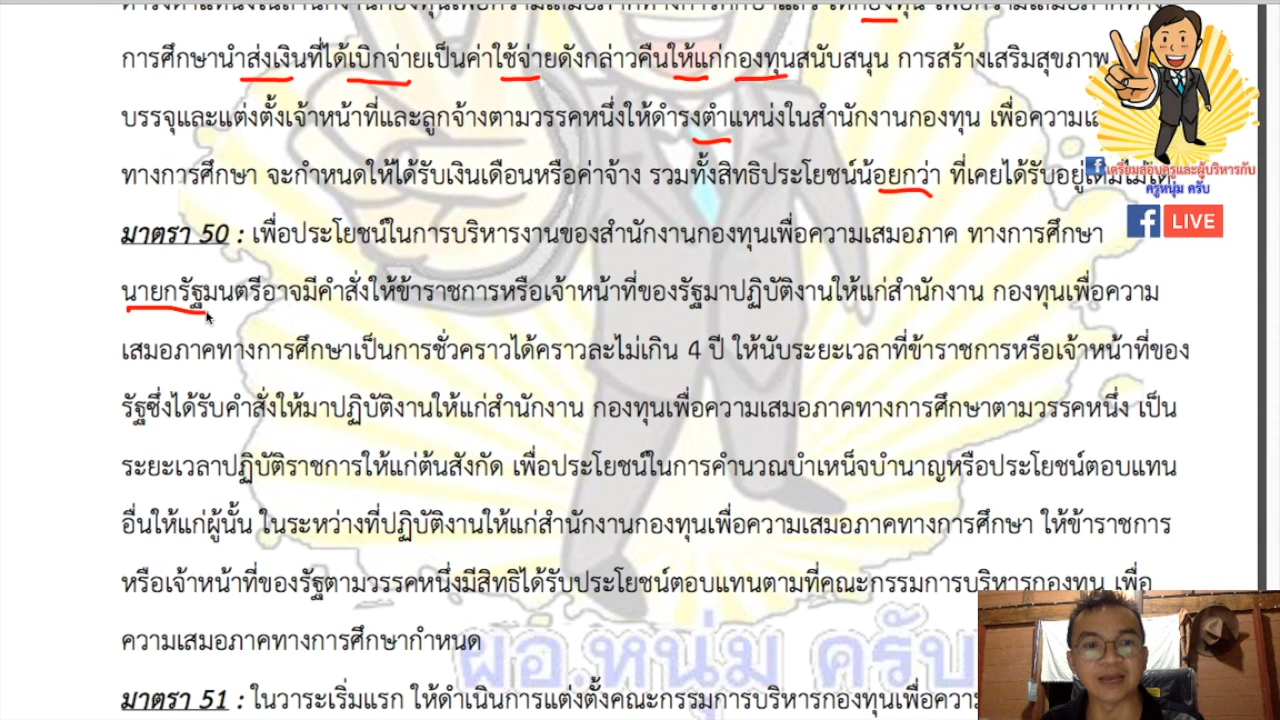 การศึกษานำส่งเงินที่ได้เบิกจ่ายเป็นค่าใช้จ่ายดังกล่าวคืนให้แก่กองทุนสนับสนุน การสร้างเสริมสุขภาพ
บรรจุและแต่งตั้งเจ้าหน้าที่และลูกจ้างตามวรรคหนึ่งให้ดำรงตำแหน่งในสำนักงานกองทุน
ทางการศึกษา จะกำหนดให้ได้รับเงินเดือนหรือค่าจ้าง รวมทั้งสิทธิประโยชน์น้อยกว่า ที่เคยได้รับอยู่เดิมไม่ได้
เตรียมสอบครูและผู้บริหารกับ
ครูหนุ่ม ครับ
f LIVE
มาตรา 50 : เพื่อประโยชน์ในการบริหารงานของสำนักงานกองทุนเพื่อความเสมอภาค ทางการศึกษา
นายกรัฐมนตรีอาจมีคำสั่งให้ข้าราชการหรือเจ้าหน้าที่ของรัฐมาปฏิบัติงานให้แก่สำนักงาน กองทุนเพื่อความ
เสมอภาคทางการศึกษาเป็นการชั่วคราวได้คราวละไม่เกิน 4 ปี ให้นับระยะเวลาที่ข้าราชการหรือเจ้าหน้าที่ของ
รัฐซึ่งได้รับคำสั่งให้มาปฏิบัติงานให้แก่สำนักงาน กองทุนเพื่อความเสมอภาคทางการศึกษาตามวรรคหนึ่ง เป็น
ระยะเวลาปฏิบัติราชการให้แก่ต้นสังกัด เพื่อประโยชน์ในการคำนวณบำเหน็จบำนาญหรือประโยชน์ตอบแทน
อื่นให้แก่ผู้นั้น ในระหว่างที่ปฏิบัติงานให้แก่สำนักงานกองทุนเพื่อความเสมอภาคทางการศึกษา ให้ข้าราชการ
หรือเจ้าหน้าที่ของรัฐตามวรรคหนึ่งมีสิทธิได้รับประโยชน์ตอบแทนตามที่คณะกรรมการบริหารกองทุน เพื่อ
ความเสมอภาคทางการศึกษากำหนด
ผอ.หนุ่ม ครับ
มาตรา 51 : ในวาระเริ่มแรก ให้ดำเนินการแต่งตั้งคณะกรรมการบริหารกองทุนเพื่อ